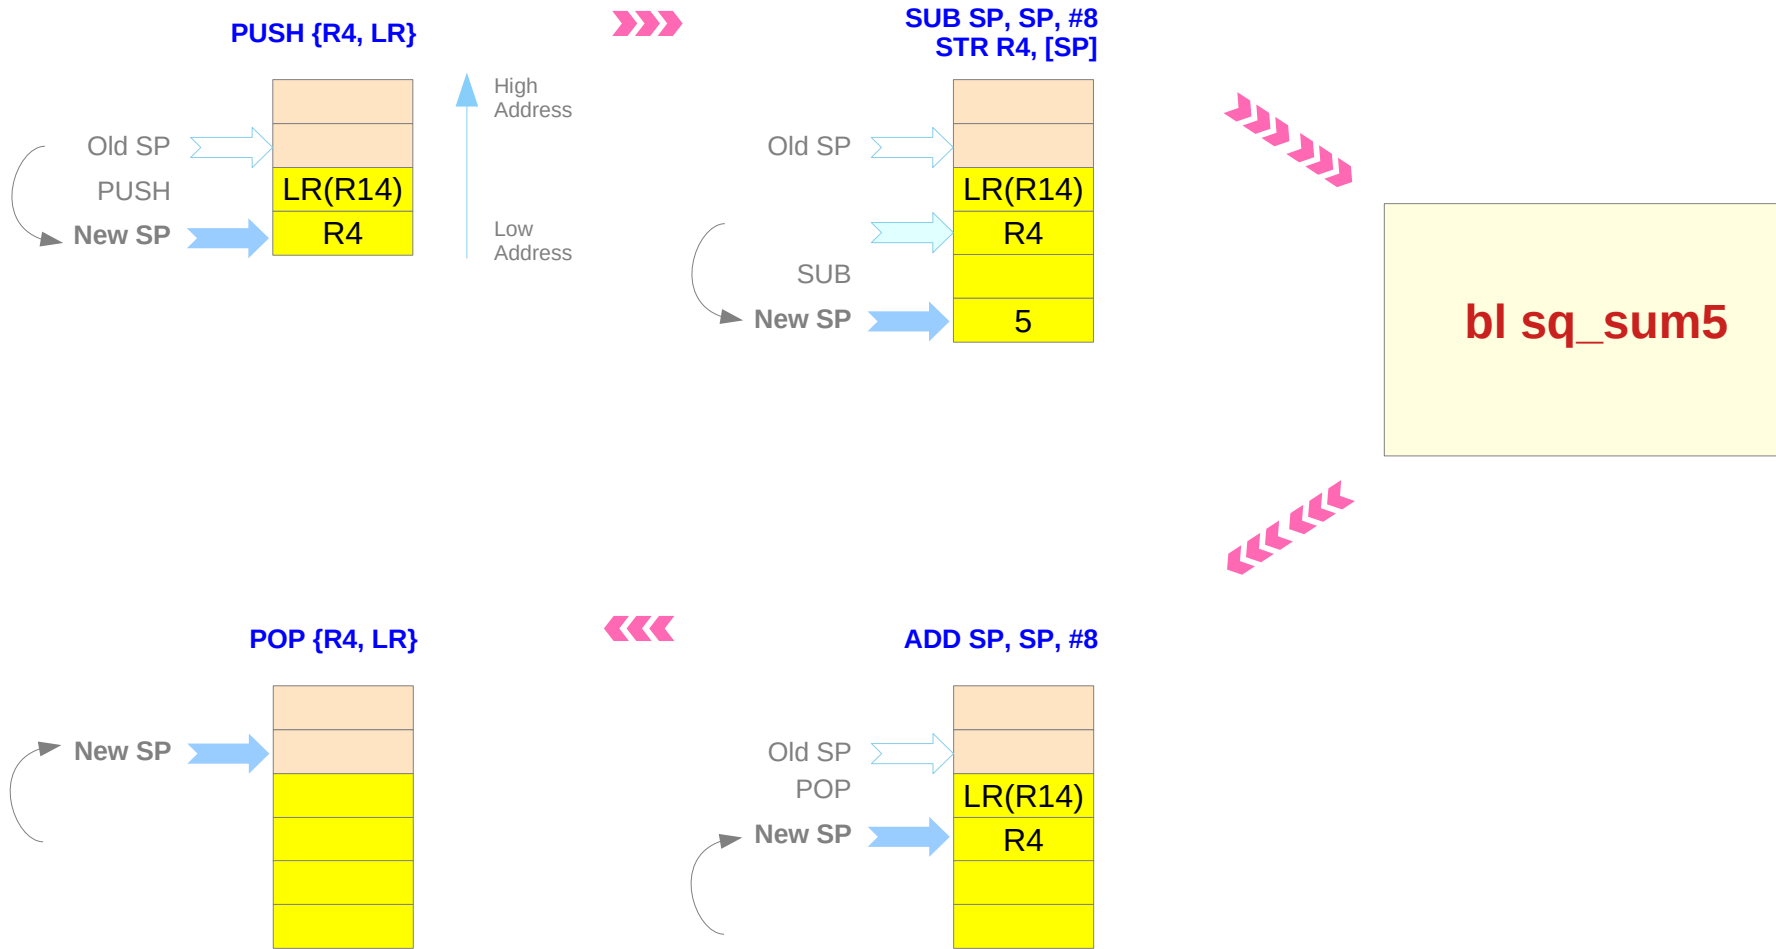 PUSH {R4, LR}
High
Address
Old SP
PUSH
LR(R14)
New SP
R4
Low
Address
SUB SP, SP, #8
STR R4, [SP]
Old SP
LR(R14)
R4
SUB
New SP
5
bl sq_sum5
POP {R4, LR}
New SP
ADD SP, SP, #8
Old SP
POP
LR(R14)
New SP
R4